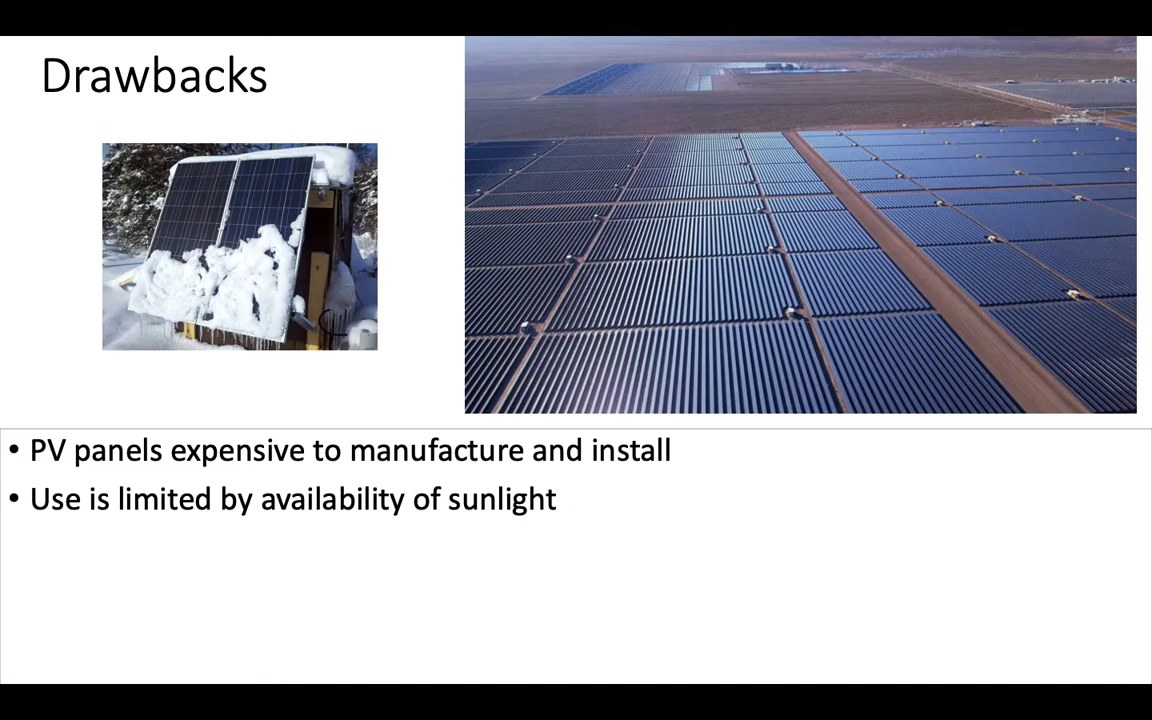 Drawbacks
• PV panels expensive to manufacture and install
• Use is limited by availability of sunlight